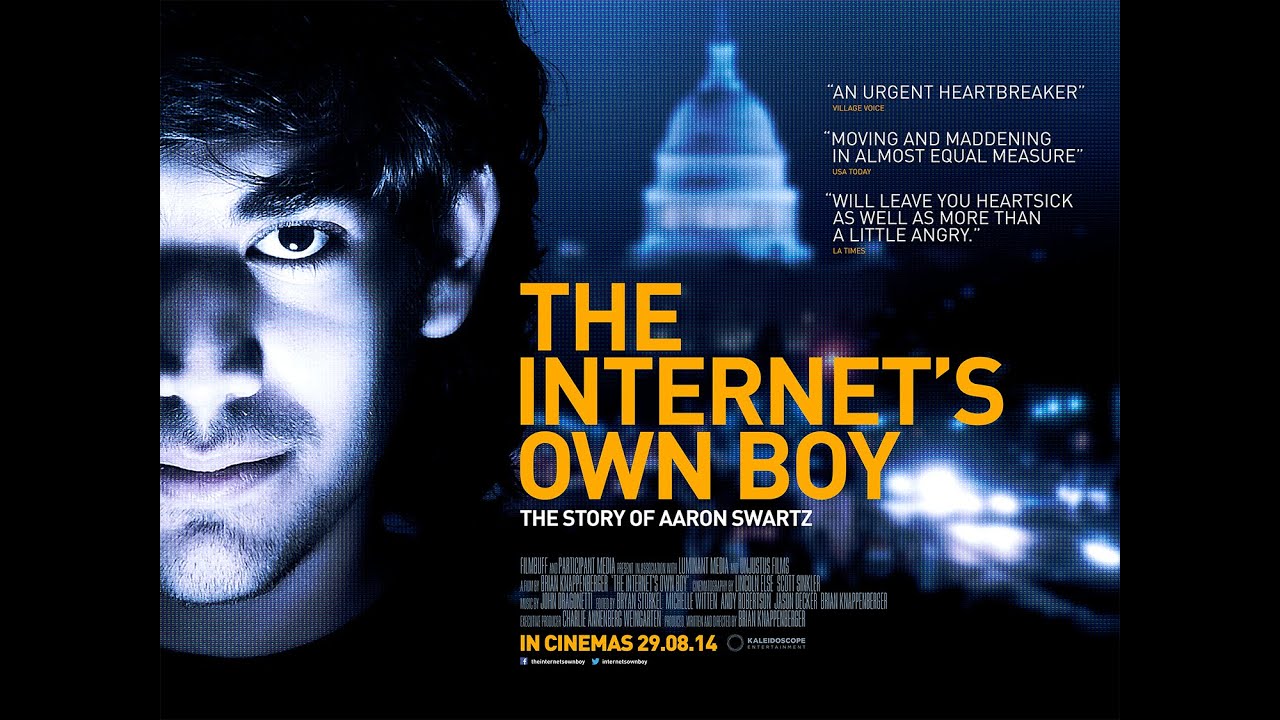 “AN URGENT HEARTBREAKER”
VILLAGE VOICE
“MOVING AND MADDENING
IN ALMOST EQUAL MEASURE”
USA TODAY
“WILL LEAVE YOU HEARTSICK
AS WELL AS MORE THAN
A LITTLE ANGRY.”
LA TIMES
THE
INTERNET’S
OWN BOY
THE STORY OF AARON SWARTZ
FILMBUFF AND PARTICIPANT MEDIA PRESENT IN ASSOCIATION WITH LUMINANT MEDIA AND UNJUSTUS FILMS
A FILM BY BRIAN KNAPPENBERGER "THE INTERNET'S OWN BOY" CINEMATOGRAPHY BY LINCOLN ELSE SCOTT SINKLER
MUSIC BY JOHN DRAGONETTI EDITED BY BRYAN STORKEL MICHELLE WITTEN ANDY ROBERTSON JASON DECKER BRIAN KNAPPENBERGER
EXECUTIVE PRODUCER CHARLIE ANNENBERG WEINGARTEN PRODUCED, WRITTEN AND DIRECTED BY BRIAN KNAPPENBERGER
IN CINEMAS 29.08.14 KALEIDOSCOPE
ENTERTAINMENT
f theinternetsownboy internetsownboy